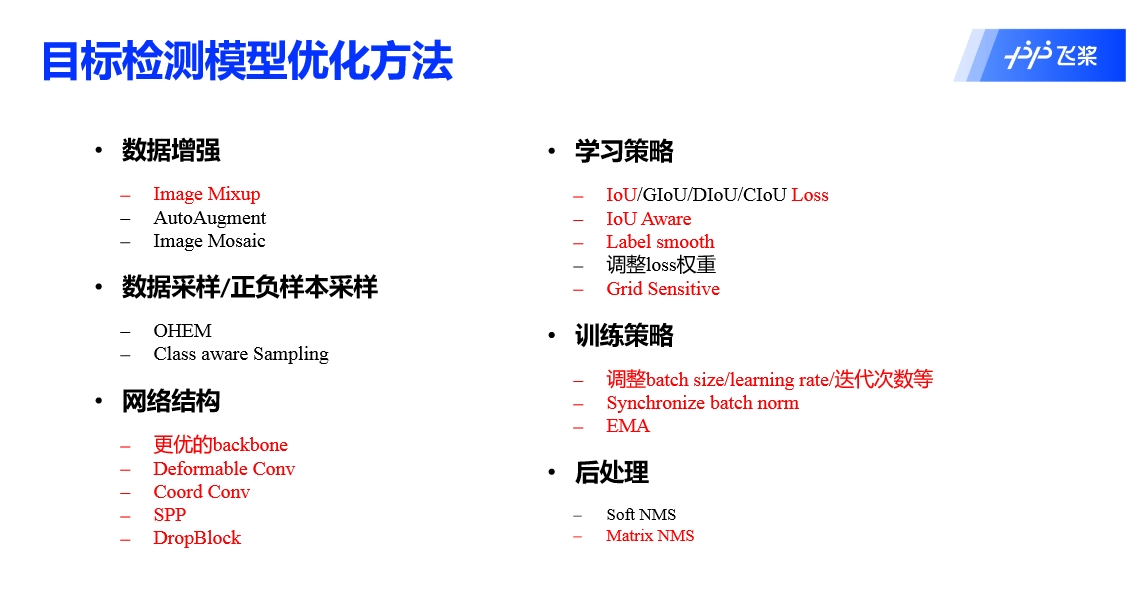 目标检测模型优化方法
飞桨
• 数据增强
– Image Mixup
– AutoAugment
– Image Mosaic
• 数据采样/正负样本采样
– OHEM
– Class aware Sampling
• 网络结构
– 更优的backbone
– Deformable Conv
– Coord Conv
– SPP
– DropBlock
• 学习策略
– IoU/GIoU/DIoU/CIoU Loss
– IoU Aware
– Label smooth
– 调整loss权重
– Grid Sensitive
• 训练策略
– 调整batch size/learning rate/迭代次数等
– Synchronize batch norm
– EMA
• 后处理
– Soft NMS
– Matrix NMS